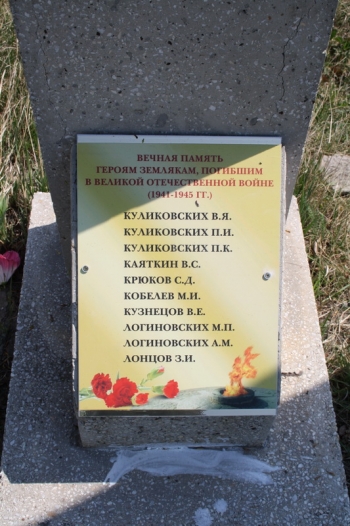 ВЕЧНАЯ ПАМЯТЬ
ГЕРОЯМ ЗЕМЛЯКАМ, ПОГИБШИМ
В ВЕЛИКОЙ ОТЕЧЕСТВЕННОЙ ВОЙНЕ
(1941-1945 ГГ.)
КУЛИКОВСКИХ В.Я.
КУЛИКОВСКИХ П.И.
КУЛИКОВСКИХ П.К.
КАЯТКИН В.С.
КРЮКОВ С.Д.
КОБЕЛЕВ М.И.
КУЗНЕЦОВ В.Е.
ЛОГИНОВСКИХ М.П.
ЛОГИНОВСКИХ А.М.
ЛОНЦОВ З.И.